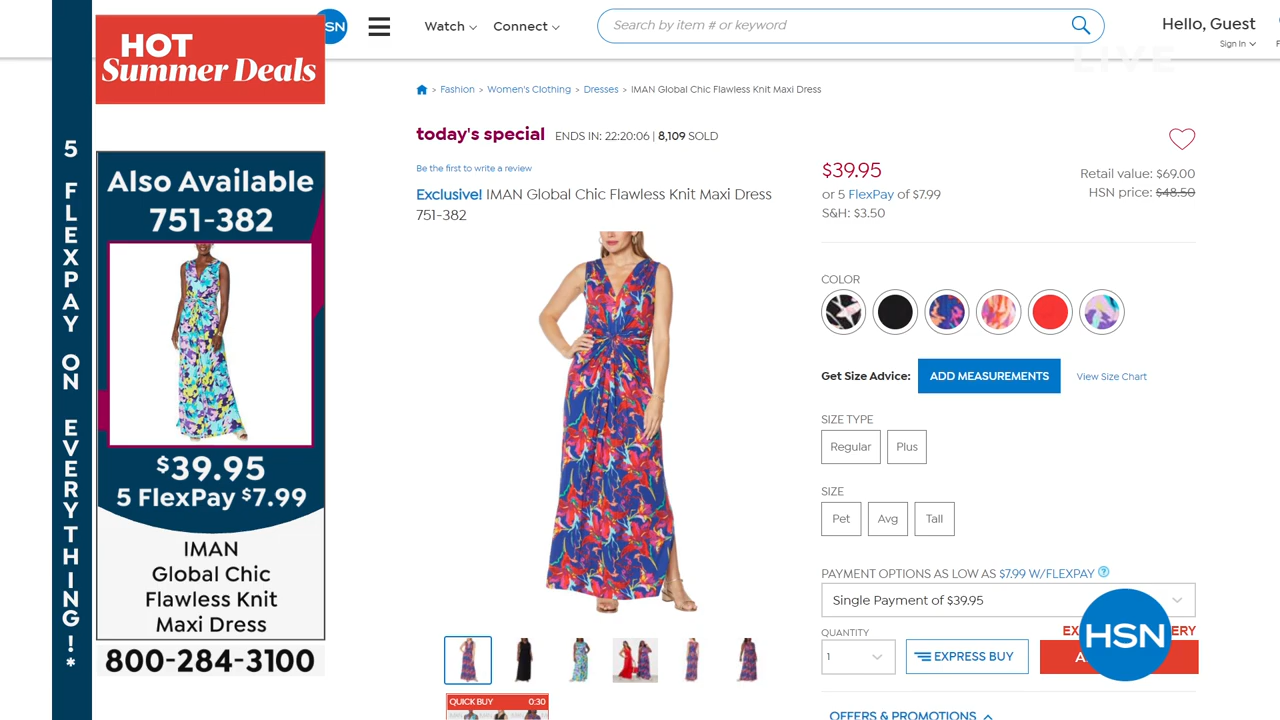 HOT
Summer Deals
5 FLEXPAY ON EVERYTHING!*
Also Available
751-382
$39.95
5 FlexPay $7.99
IMAN
Global Chic
Flawless Knit
Maxi Dress
800-284-3100
SN
Watch
Connect
Search by item # or keyword
Hello, Guest
Sign In
LIVE
> Fashion > Women's Clothing > Dresses > IMAN Global Chic Flawless Knit Maxi Dress
today's special ENDS IN: 22:20:06 | 8,109 SOLD
Be the first to write a review
Exclusive! IMAN Global Chic Flawless Knit Maxi Dress
751-382
$39.95
or 5 FlexPay of $7.99
S&H: $3.50
Retail value: $69.00
HSN price: $48.50
COLOR
Get Size Advice: ADD MEASUREMENTS View Size Chart
SIZE TYPE
Regular Plus
SIZE
Pet Avg Tall
PAYMENT OPTIONS AS LOW AS $7.99 W/FLEXPAY ?
Single Payment of $39.95
QUANTITY
1
EXPRESS BUY
HSN
QUICK BUY 0:30
OFFERS & PROMOTIONS